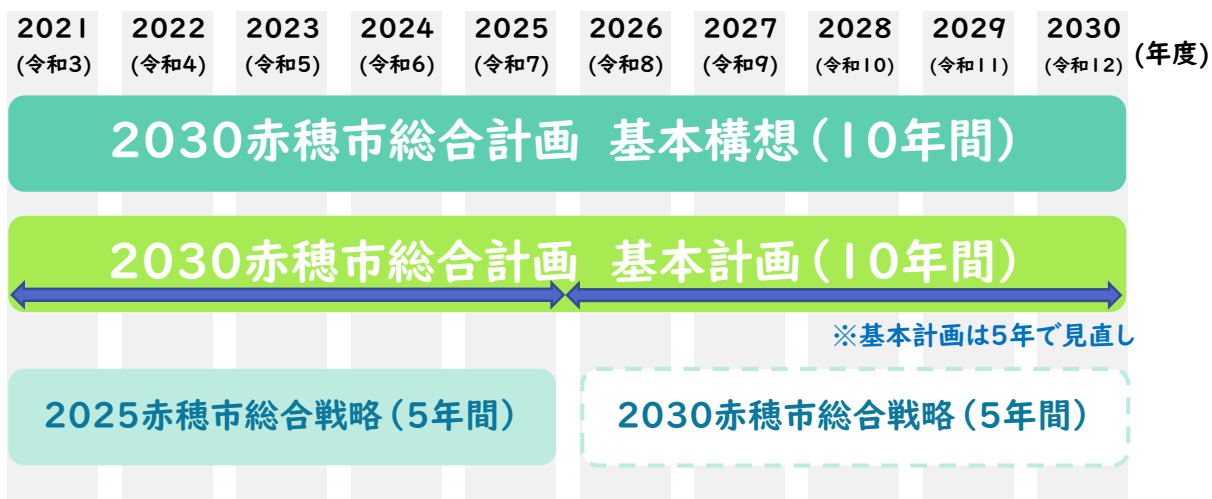 2021 2022 2023 2024 2025 2026 2027 2028 2029 2030
(令和3) (令和4) (令和5) (令和6) (令和7) (令和8) (令和9) (令和10) (令和11) (令和12) (年度)
2030赤穂市総合計画 基本構想(10年間)
2030赤穂市総合計画 基本計画(10年間)
※基本計画は5年で見直し
2025赤穂市総合戦略(5年間) 2030赤穂市総合戦略(5年間)